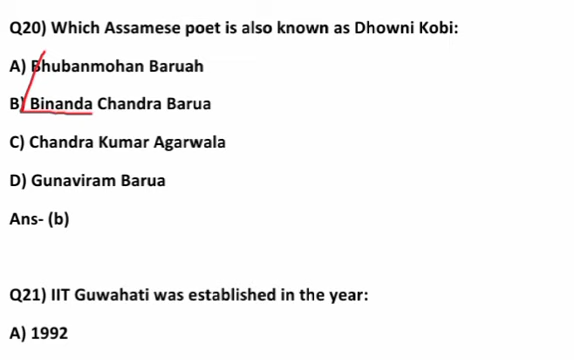 Q20) Which Assamese poet is also known as Dhowni Kobi:
A) Bhubanmohan Baruah
B) Binanda Chandra Barua
C) Chandra Kumar Agarwala
D) Gunaviram Barua
Ans- (b)
Q21) IIT Guwahati was established in the year:
A) 1992